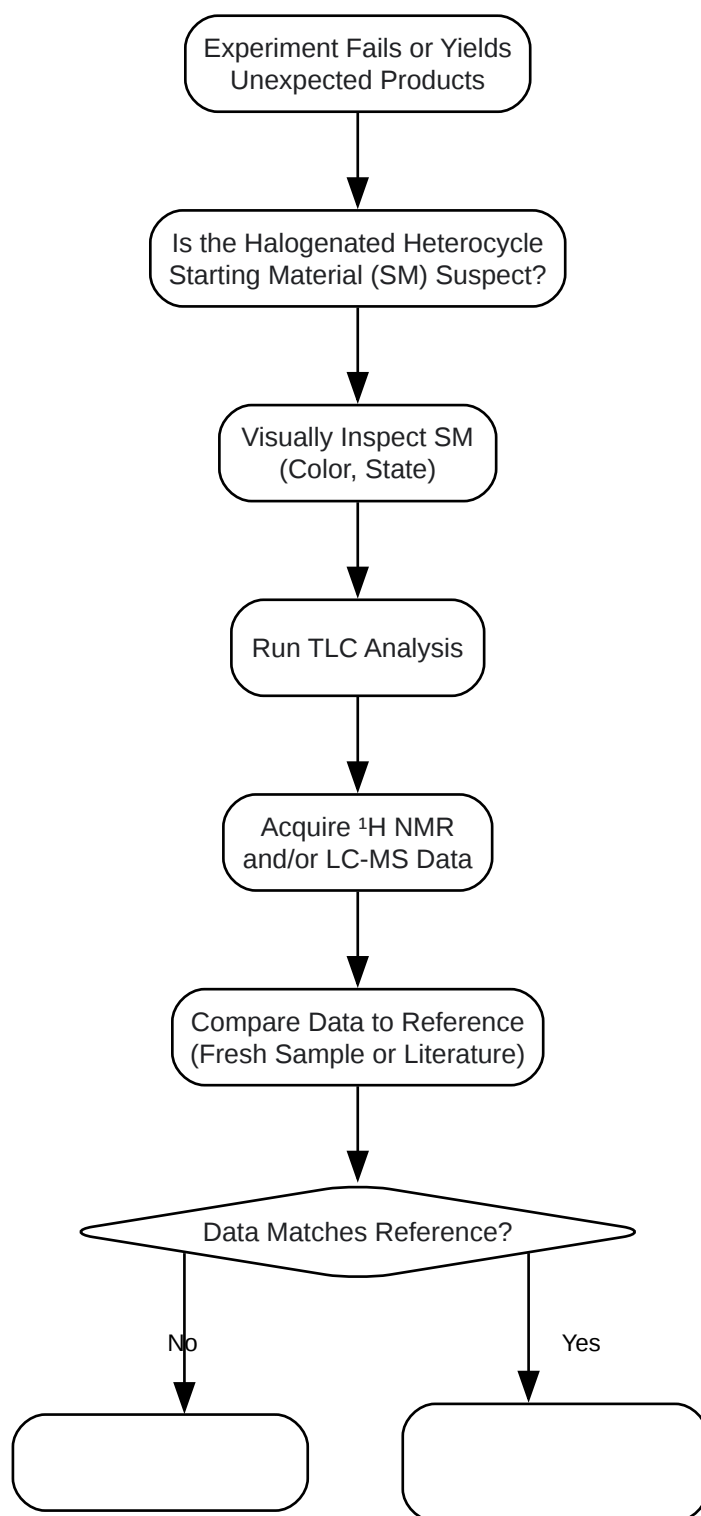 Experiment Fails or Yields
Unexpected Products
Is the Halogenated Heterocycle
Starting Material (SM) Suspect?
Visually Inspect SM
(Color, State)
Run TLC Analysis
Acquire ¹H NMR
and/or LC-MS Data
Compare Data to Reference
(Fresh Sample or Literature)
Data Matches Reference?
No
Yes